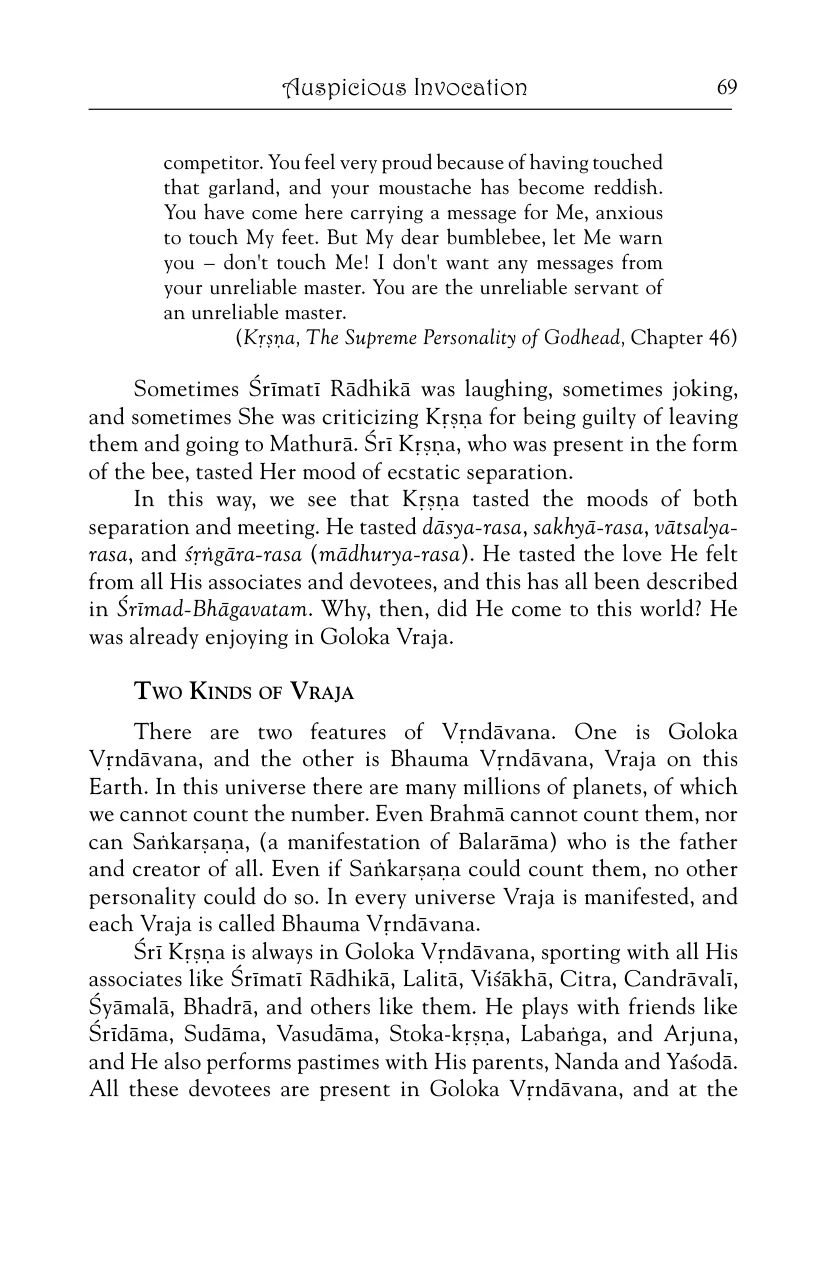 Auspicious Invocation 69
competitor. You feel very proud because of having touched
that garland, and your moustache has become reddish.
You have come here carrying a message for Me, anxious
to touch My feet. But My dear bumblebee, let Me warn
you – don't touch Me! I don't want any messages from
your unreliable master. You are the unreliable servant of
an unreliable master.
(Kṛṣṇa, The Supreme Personality of Godhead, Chapter 46)
Sometimes Śrīmatī Rādhikā was laughing, sometimes joking,
and sometimes She was criticizing Kṛṣṇa for being guilty of leaving
them and going to Mathurā. Śrī Kṛṣṇa, who was present in the form
of the bee, tasted Her mood of ecstatic separation.
In this way, we see that Kṛṣṇa tasted the moods of both
separation and meeting. He tasted dāsya-rasa, sakhyā-rasa, vātsalya-
rasa, and śṛṅgāra-rasa (mādhurya-rasa). He tasted the love He felt
from all His associates and devotees, and this has all been described
in Śrīmad-Bhāgavatam. Why, then, did He come to this world? He
was already enjoying in Goloka Vraja.
Two Kinds of Vraja
There are two features of Vṛndāvana. One is Goloka
Vṛndāvana, and the other is Bhauma Vṛndāvana, Vraja on this
Earth. In this universe there are many millions of planets, of which
we cannot count the number. Even Brahmā cannot count them, nor
can Saṅkarṣaṇa, (a manifestation of Balarāma) who is the father
and creator of all. Even if Saṅkarṣaṇa could count them, no other
personality could do so. In every universe Vraja is manifested, and
each Vraja is called Bhauma Vṛndāvana.
Śrī Kṛṣṇa is always in Goloka Vṛndāvana, sporting with all His
associates like Śrīmatī Rādhikā, Lalitā, Viśākhā, Citra, Candrāvalī,
Śyāmalā, Bhadrā, and others like them. He plays with friends like
Śrīdāma, Sudāma, Vasudāma, Stoka-kṛṣṇa, Labaṅga, and Arjuna,
and He also performs pastimes with His parents, Nanda and Yaśodā.
All these devotees are present in Goloka Vṛndāvana, and at the